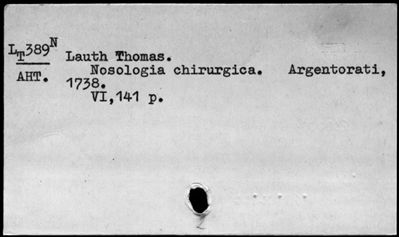 LT389N
AHT.
Lauth Thomas.
Nosologia chirurgica. Argentorati,
1738.
VI,141 p.